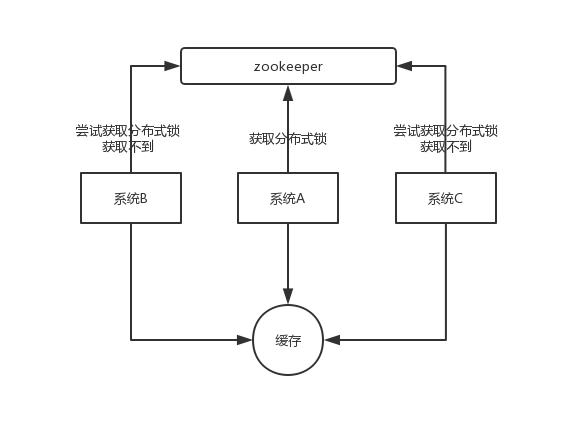 zookeeper
尝试获取分布式锁
获取不到
获取分布式锁
尝试获取分布式锁
获取不到
系统B
系统A
系统C
缓存